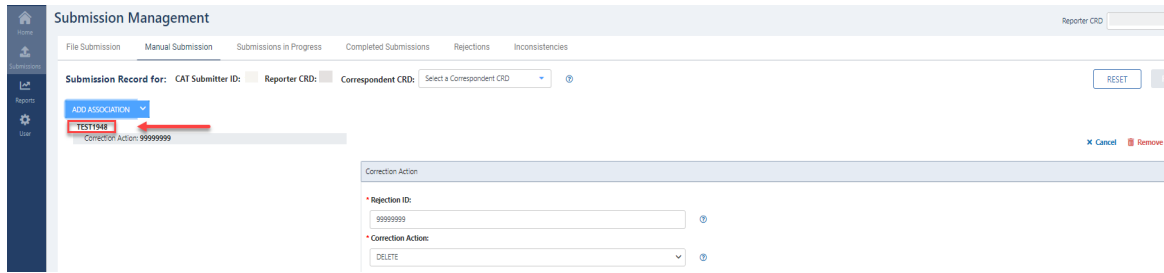 Submission Management
Reporter CRD
Home
Submissions
Reports
User
File Submission Manual Submission Submissions in Progress Completed Submissions Rejections Inconsistencies
Submission Record for: CAT Submitter ID: Reporter CRD: Correspondent CRD: Select a Correspondent CRD
RESET
ADD ASSOCIATION
TEST1948
Correction Action: 99999999
Cancel Remove
Correction Action
* Rejection ID:
99999999
* Correction Action:
DELETE